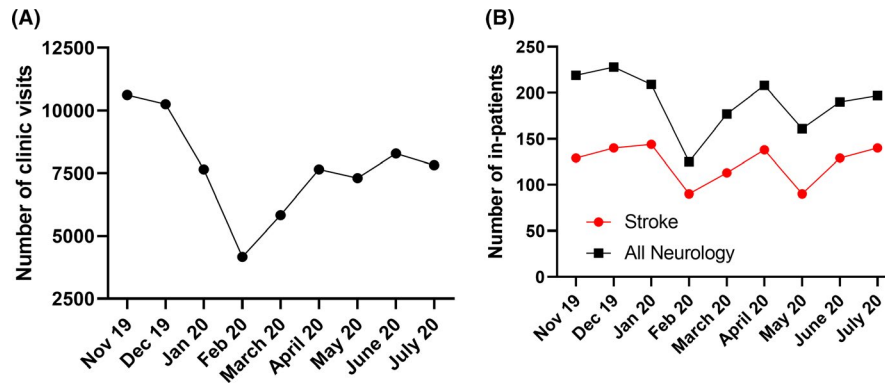 (A)
Number of clinic visits
12500
10000
7500
5000
2500
Nov 19
Dec 19
Jan 20
Feb 20
March 20
April 20
May 20
June 20
July 20
(B)
Number of in-patients
250
200
150
100
50
0
Stroke
All Neurology
Nov 19
Dec 19
Jan 20
Feb 20
March 20
April 20
May 20
June 20
July 20